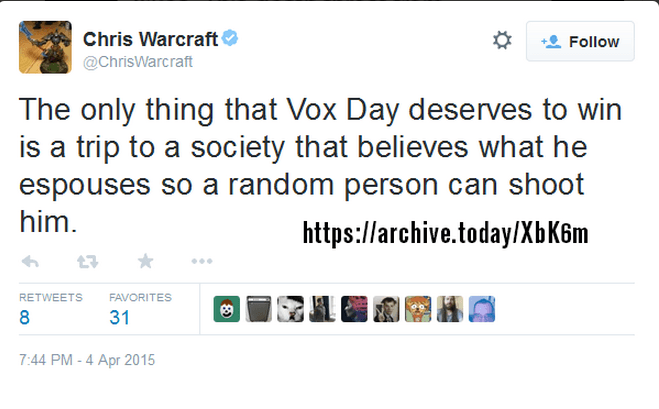 Chris Warcraft
@ChrisWarcraft
Follow
The only thing that Vox Day deserves to win
is a trip to a society that believes what he
espouses so a random person can shoot
him.
https://archive.today/XbK6m
RETWEETS FAVORITES
8 31
7:44 PM - 4 Apr 2015